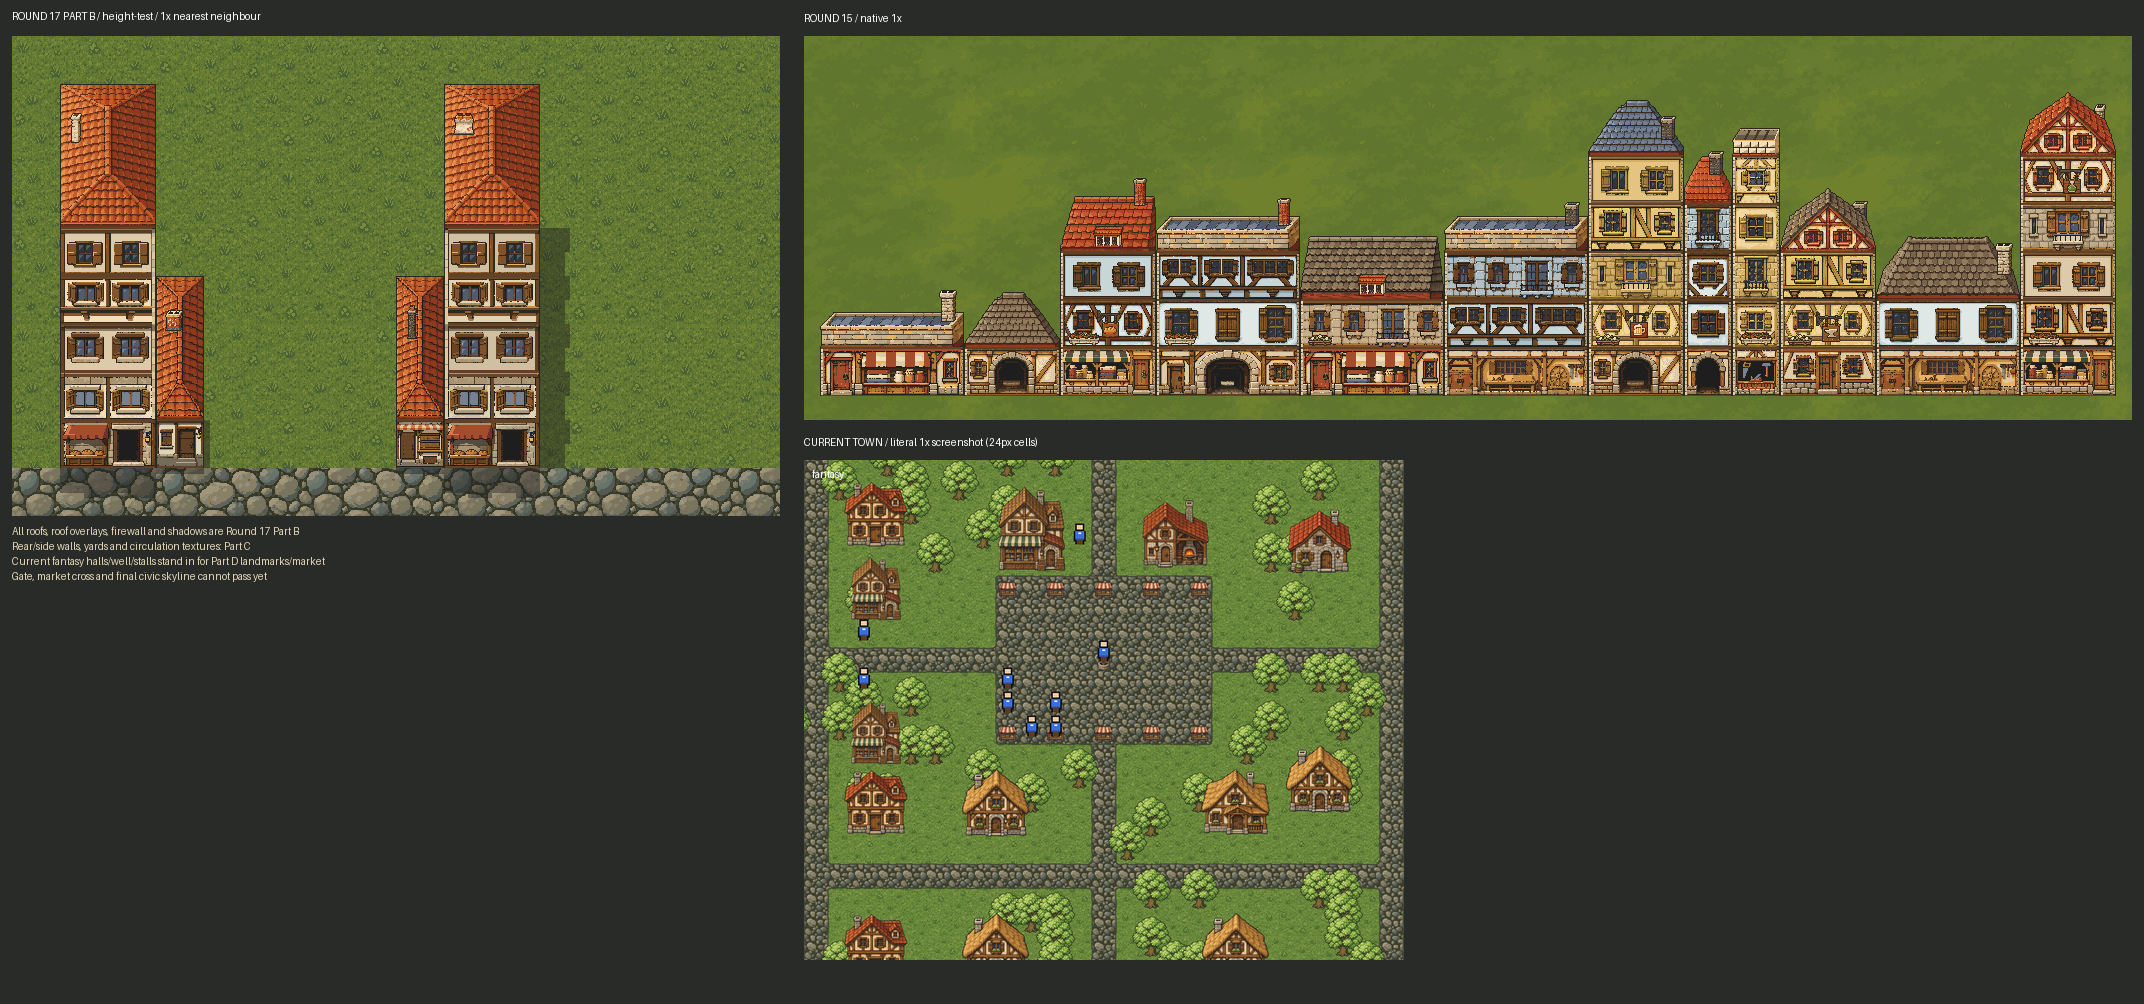 ROUND 17 PART B / height-test / 1x nearest neighbour
ROUND 15 / native 1x
CURRENT TOWN / literal 1x screenshot (24px cells)
fantasy
All roofs, roof overlays, firewall and shadows are Round 17 Part B
Rear/side walls, yards and circulation textures: Part C
Current fantasy halls/well/stalls stand in for Part D landmarks/market
Gate, market cross and final civic skyline cannot pass yet